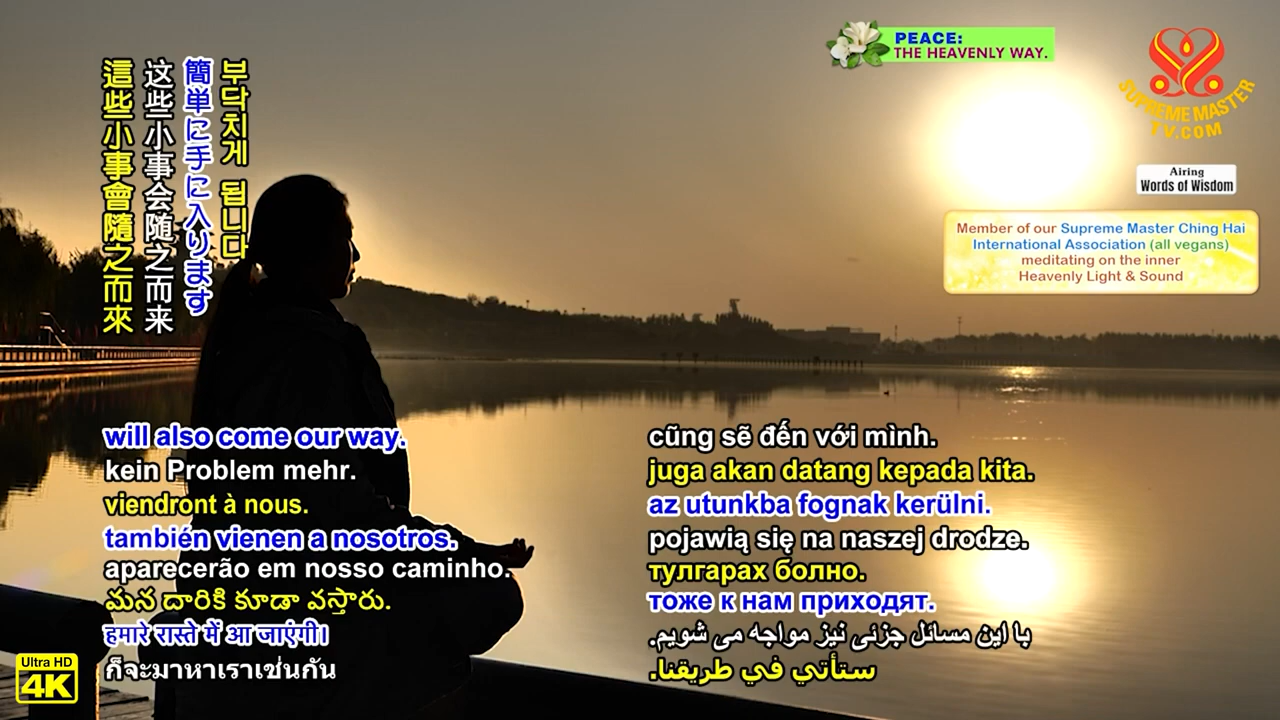 PEACE:
THE HEAVENLY WAY.
SUPREME MASTER
TV.COM
Airing
Words of Wisdom
Member of our Supreme Master Ching Hai
International Association (all vegans)
meditating on the inner
Heavenly Light & Sound
부닥치게 됩니다
簡単に手に入ります
这些小事会随之而来
這些小事會隨之而來
will also come our way.
kein Problem mehr.
viendront à nous.
también vienen a nosotros.
aparecerão em nosso caminho.
మన దారికి కూడా వస్తారు.
हमारे रास्ते में आ जाएंगी।
ก็จะมาหาเราเช่นกัน
cũng sẽ đến với mình.
juga akan datang kepada kita.
az utunkba fognak kerülni.
pojawią się na naszej drodze.
тулгарах болно.
тоже к нам приходят.
با این مسائل جزئی نیز مواجه می شویم.
ستأتي في طريقنا.
Ultra HD
4K